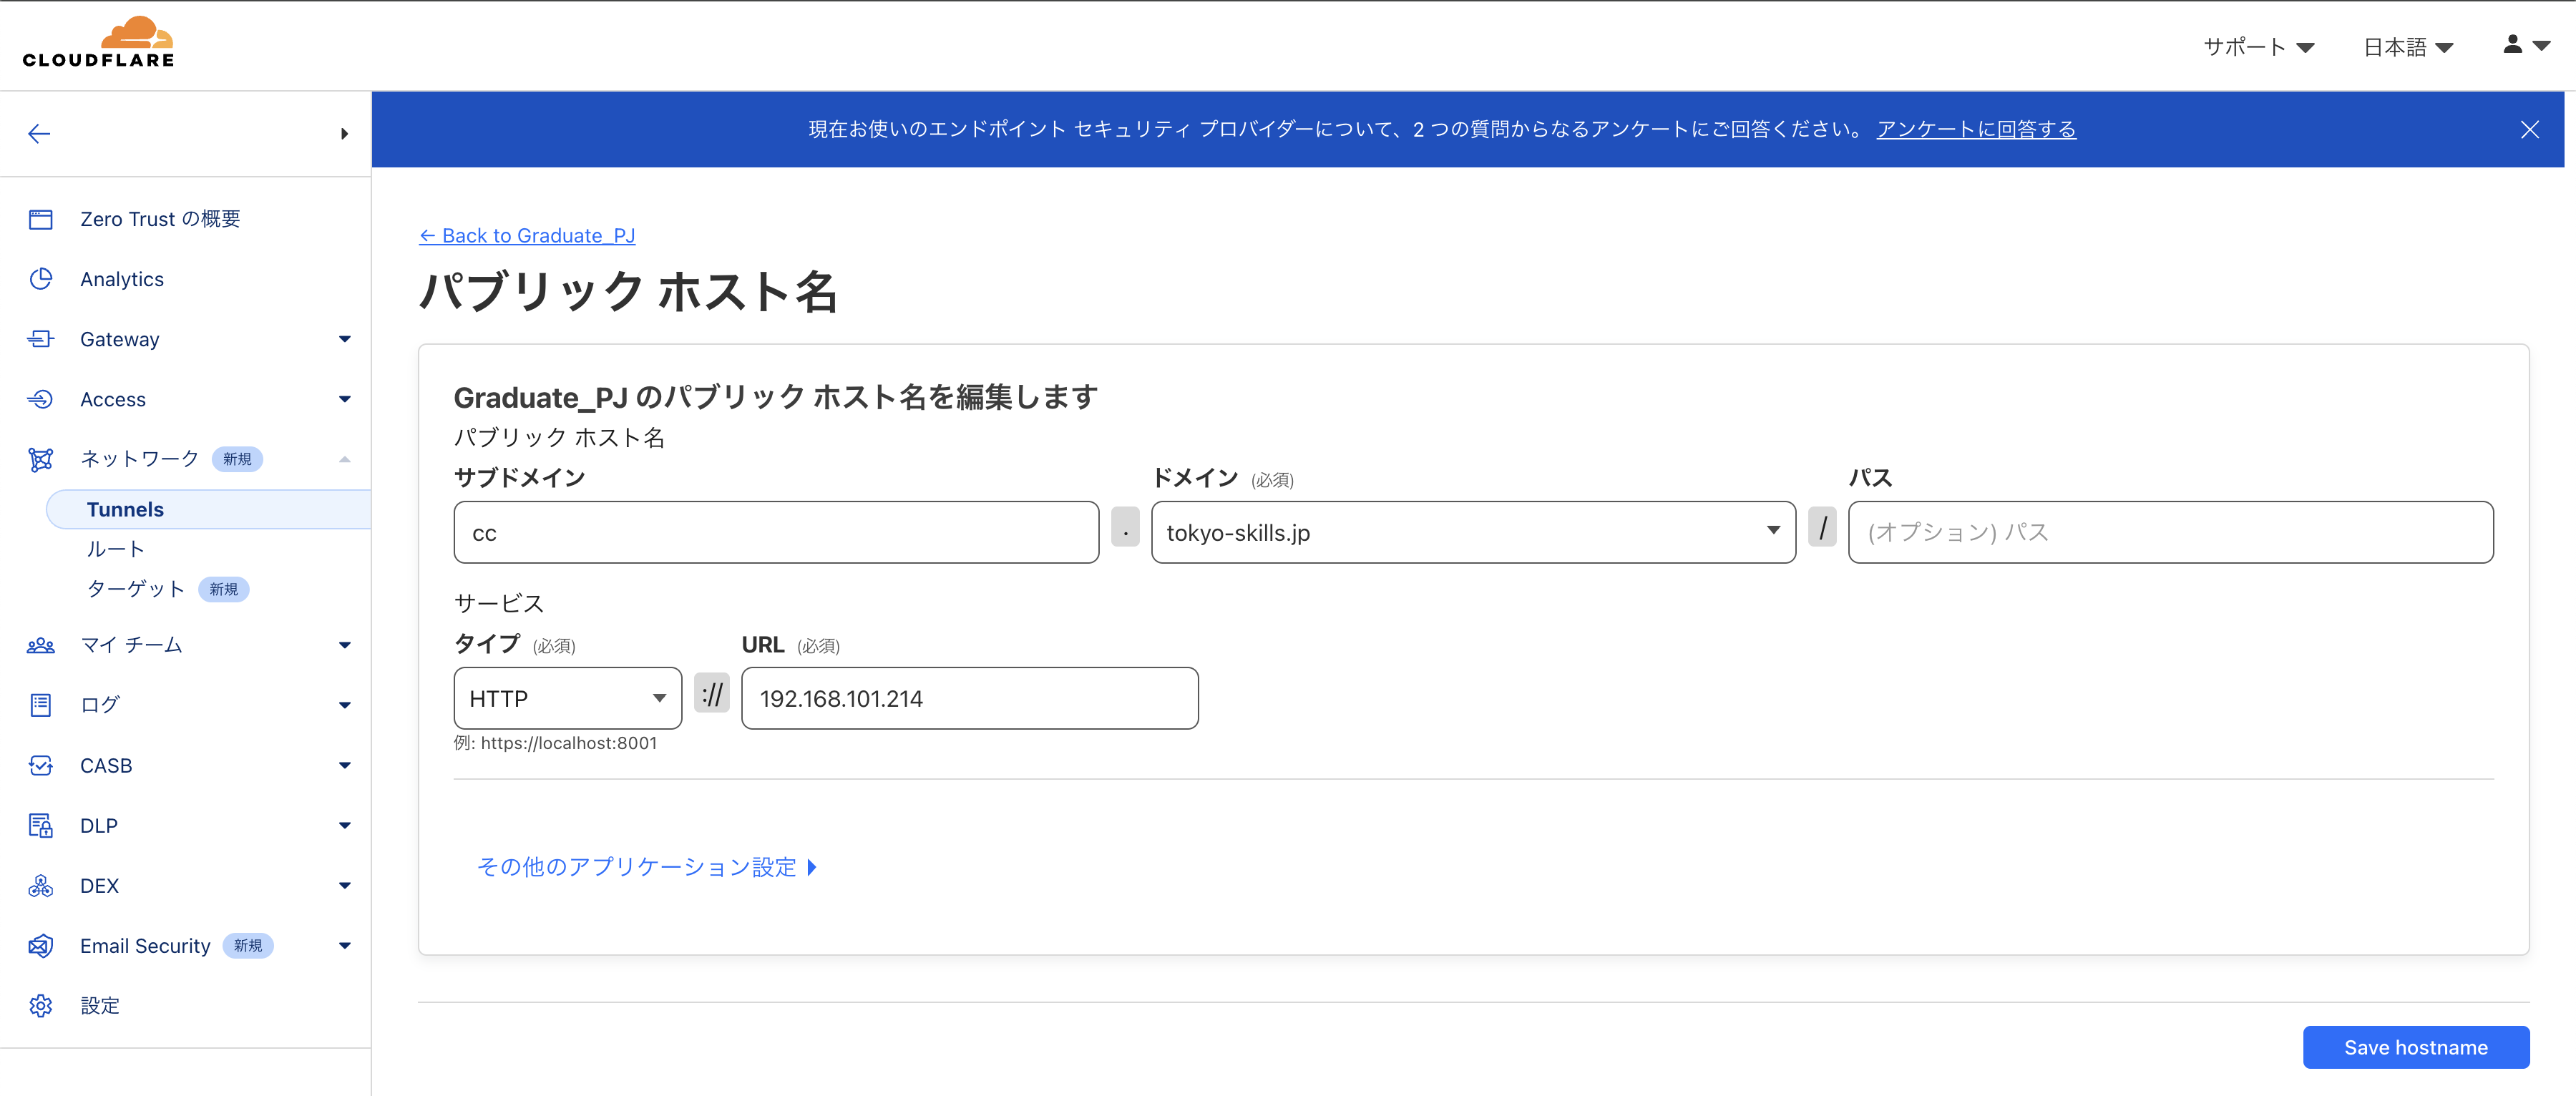 CLOUDFLARE
サポート
日本語
現在お使いのエンドポイント セキュリティ プロバイダーについて、2 つの質問からなるアンケートにご回答ください。 アンケートに回答する
Zero Trust の概要
Analytics
Gateway
Access
ネットワーク 新規
Tunnels
ルート
ターゲット 新規
マイ チーム
ログ
CASB
DLP
DEX
Email Security 新規
設定
← Back to Graduate_PJ
パブリック ホスト名
Graduate_PJ のパブリック ホスト名を編集します
パブリック ホスト名
サブドメイン ドメイン (必須) パス
cc . tokyo-skills.jp / (オプション) パス
サービス
タイプ (必須) URL (必須)
HTTP :// 192.168.101.214
例: https://localhost:8001
その他のアプリケーション設定
Save hostname